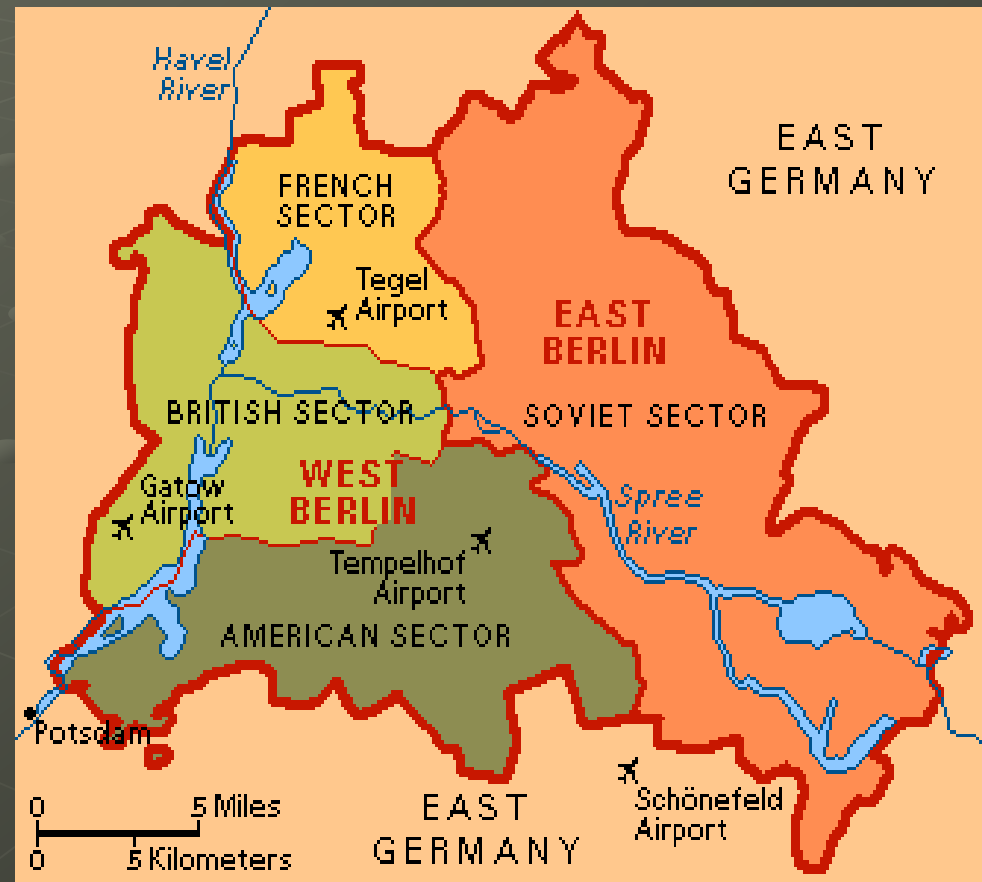 Havel
River
EAST
GERMANY
FRENCH
SECTOR
Tegel
Airport
EAST
BERLIN
BRITISH SECTOR
SOVIET SECTOR
WEST
BERLIN
Gatow
Airport
Spree
River
Tempelhof
Airport
AMERICAN SECTOR
Potsdam
Schönefeld
Airport
EAST
GERMANY
0 5 Miles
0 5 Kilometers